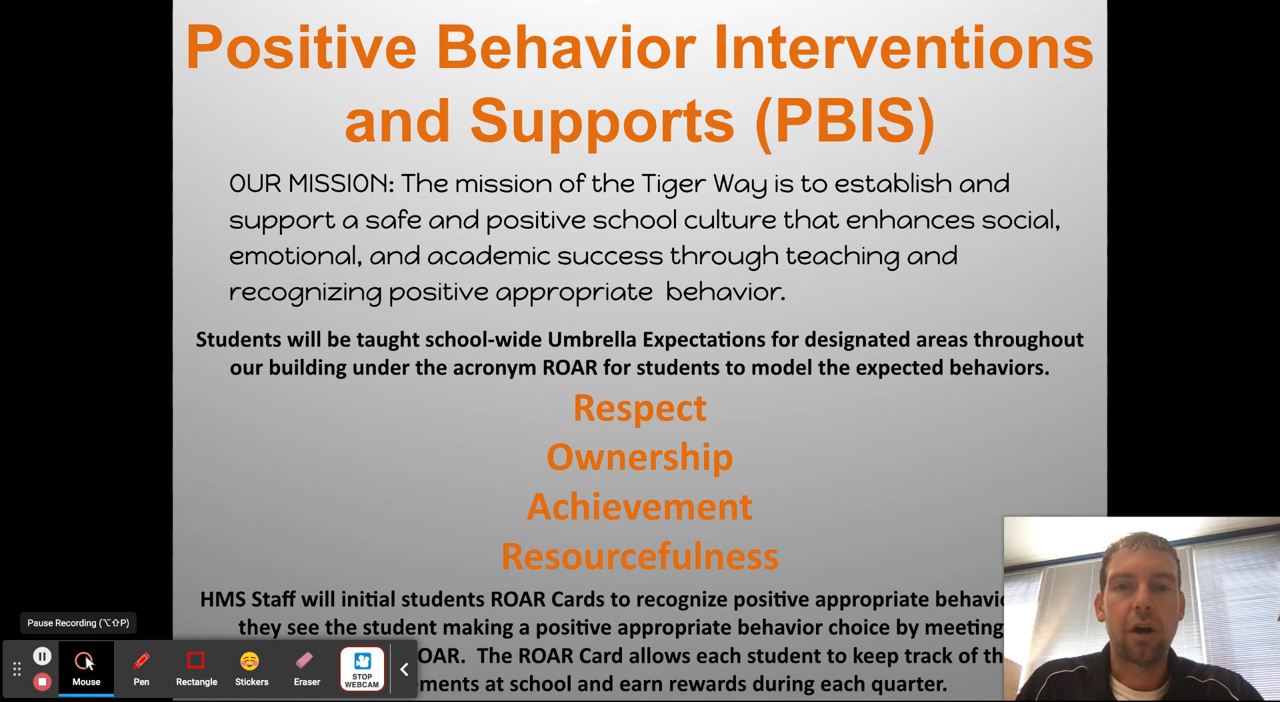 Positive Behavior Interventions
and Supports (PBIS)
OUR MISSION: The mission of the Tiger Way is to establish and
support a safe and positive school culture that enhances social,
emotional, and academic success through teaching and
recognizing positive appropriate behavior.
Students will be taught school-wide Umbrella Expectations for designated areas throughout
our building under the acronym ROAR for students to model the expected behaviors.
Respect
Ownership
Achievement
Resourcefulness
HMS Staff will initial students ROAR Cards to recognize positive appropriate
they see the student making a positive appropriate behavior choice by meeting
OAR. The ROAR Card allows each student to keep track of
at school and earn rewards during each quarter.
Pause Recording (⌥⇧P)
Mouse
Pen
Rectangle
Stickers
Eraser
STOP
WEBCAM